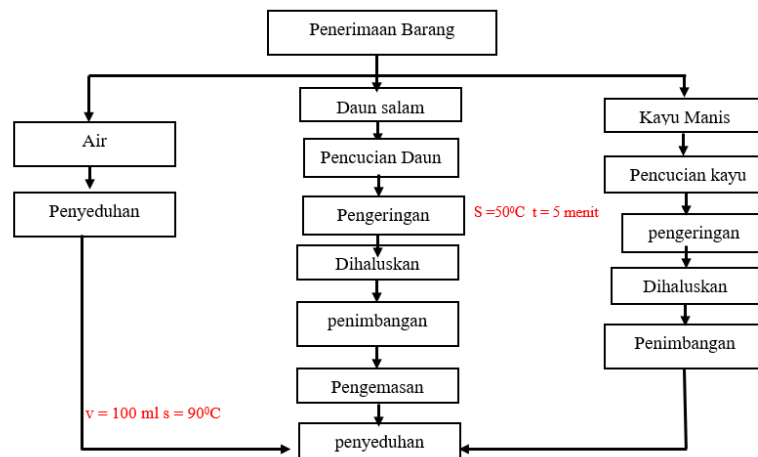 Penerimaan Barang
Air
Penyeduhan
v = 100 ml s = 90⁰C
Daun salam
Pencucian Daun
Pengeringan
S =50⁰C  t = 5 menit
Dihaluskan
penimbangan
Pengemasan
penyeduhan
Kayu Manis
Pencucian kayu
pengeringan
Dihaluskan
Penimbangan